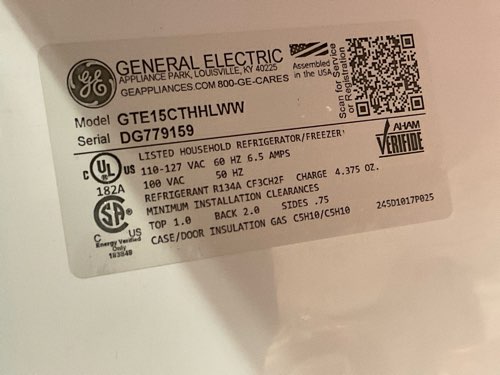 GE
GENERAL ELECTRIC
APPLIANCE PARK, LOUISVILLE, KY 40225
GEAPPLIANCES.COM 800-GE-CARES
Assembled
in the USA
Scan for Service
or Registration
Model GTE15CTHHLWW
Serial DG779159
AHAM
VERIFIDE
C UL US
182A
LISTED HOUSEHOLD REFRIGERATOR/FREEZER
110-127 VAC 60 HZ 6.5 AMPS
100 VAC 50 HZ
REFRIGERANT R134A CF3CH2F CHARGE 4.375 OZ.
MINIMUM INSTALLATION CLEARANCES
TOP 1.0 BACK 2.0 SIDES .75
CASE/DOOR INSULATION GAS C5H10/C5H10
245D1017P025
SA
C US
Energy Verified
Only